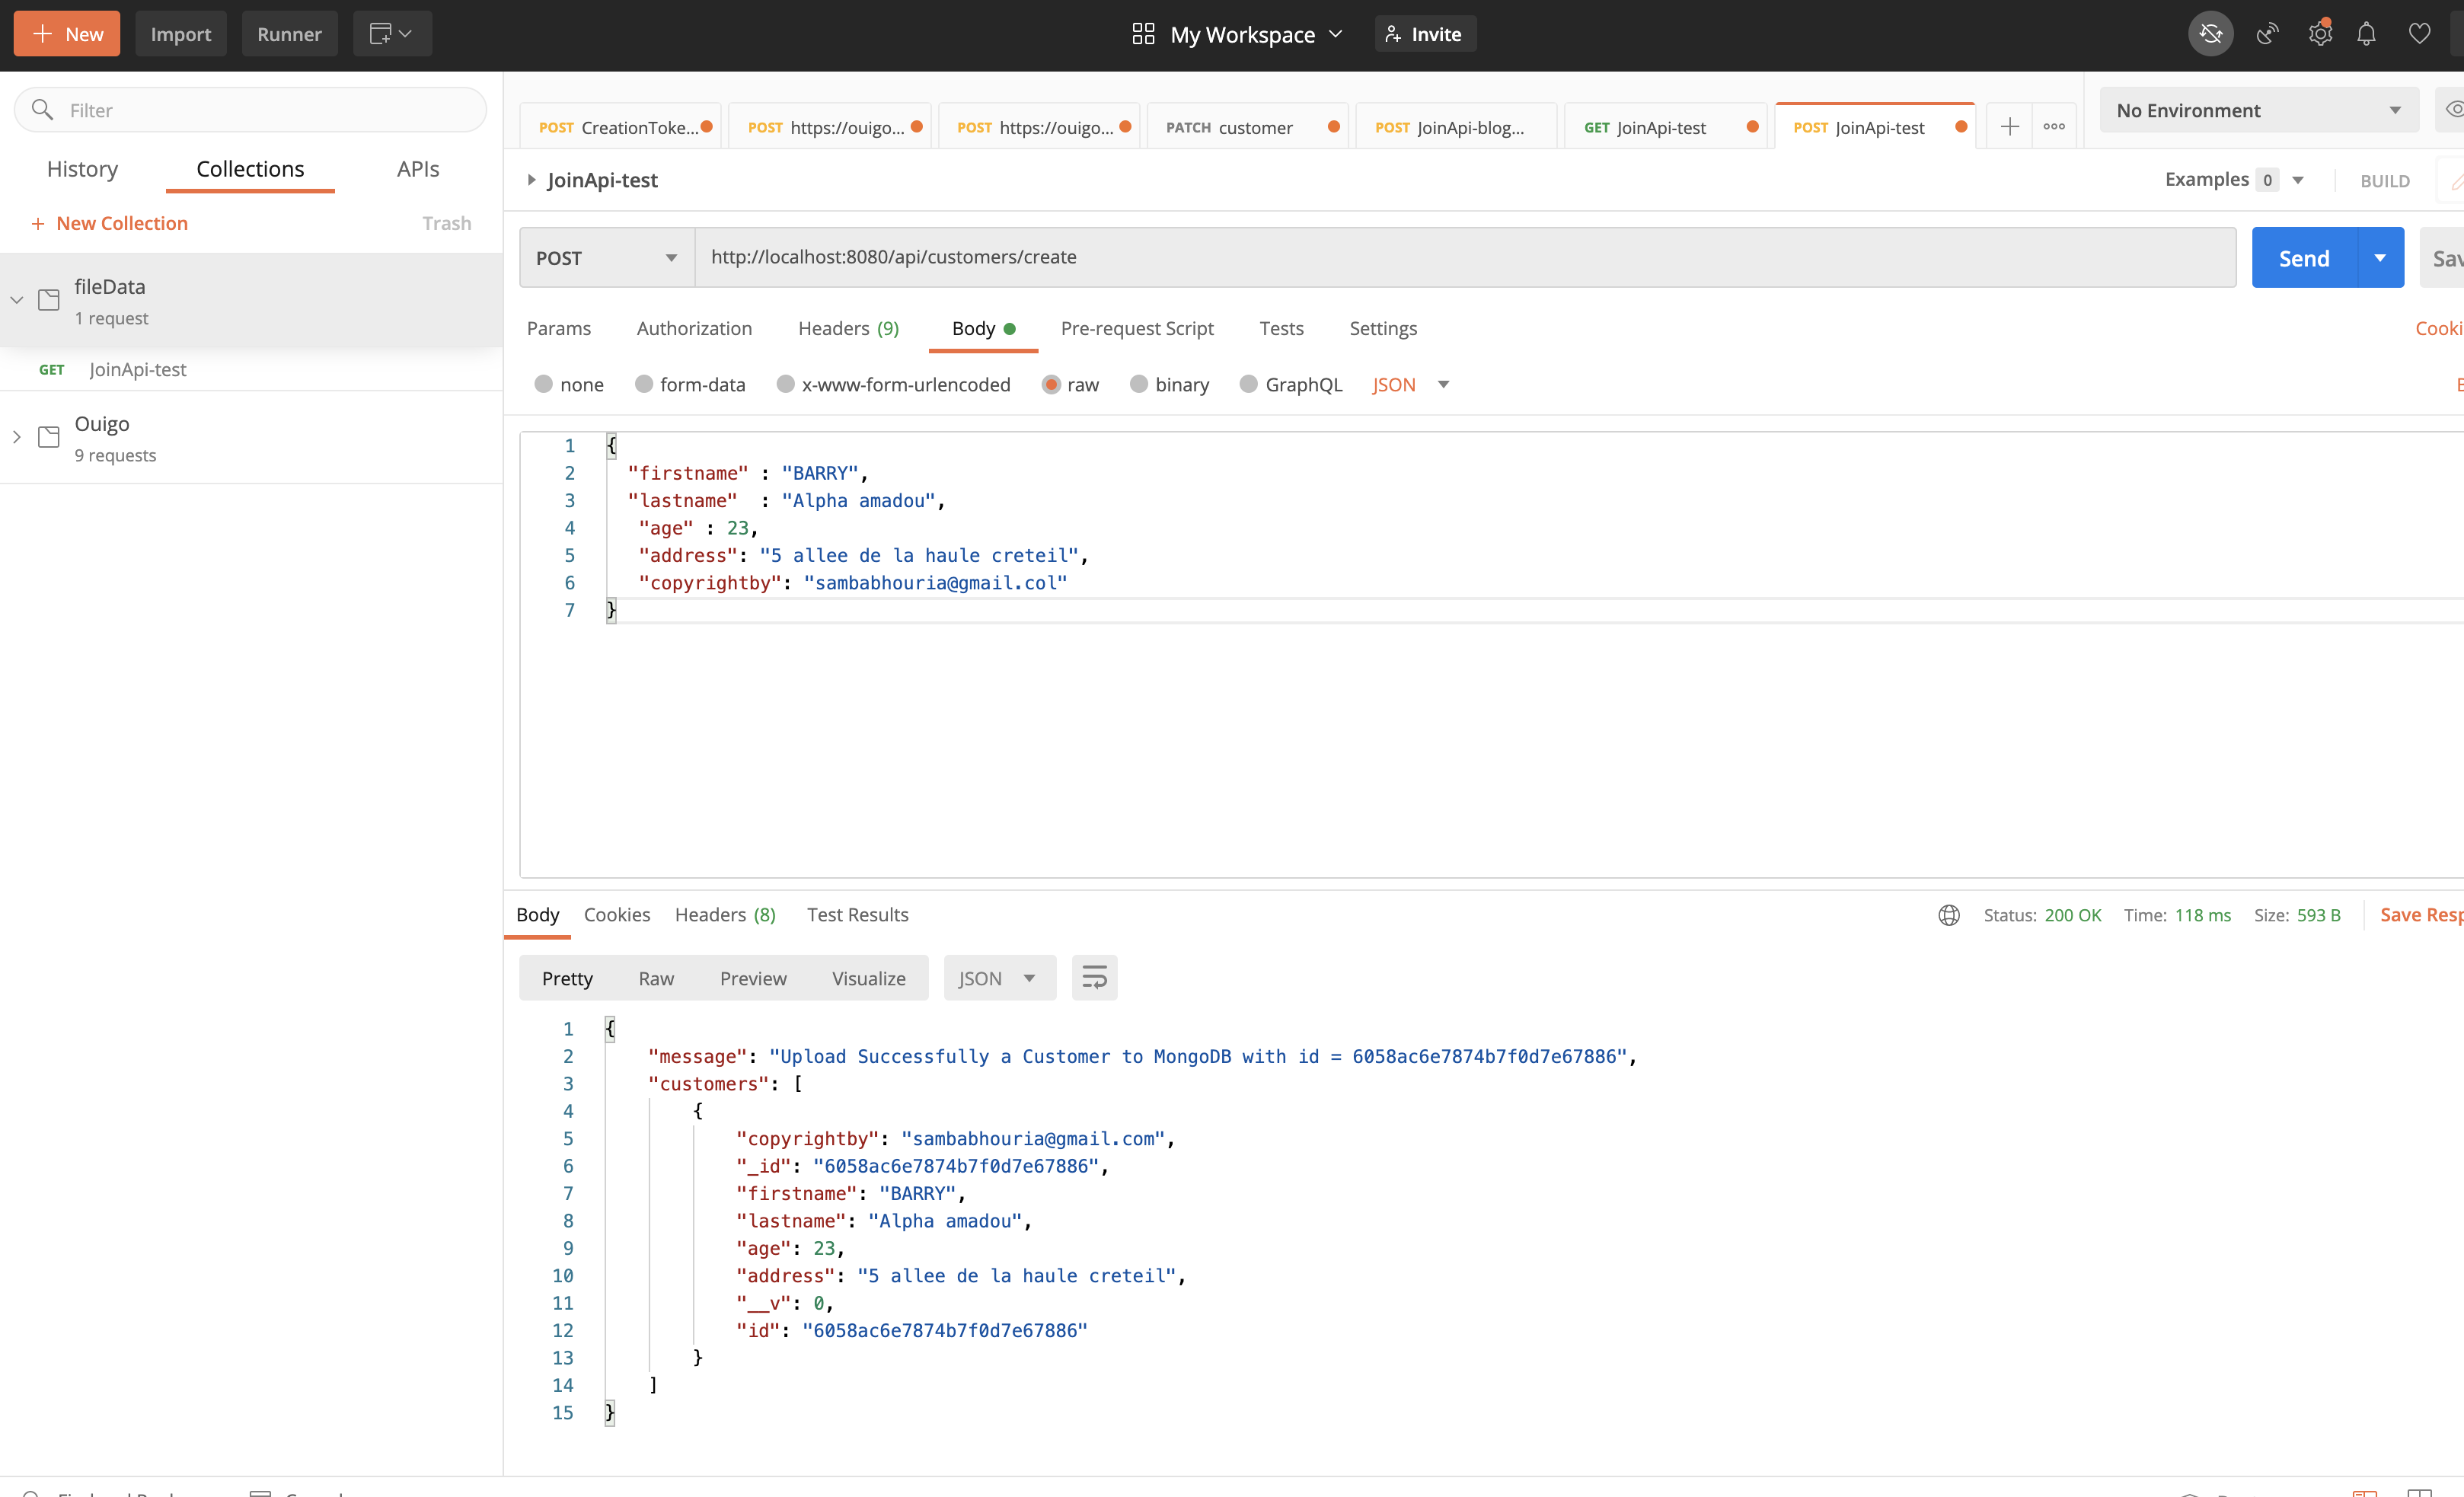 New Import Runner My Workspace Invite
Filter
History Collections APIs
New Collection Trash
fileData
1 request
GET JoinApi-test
Ouigo
9 requests
POST CreationToke... POST https://ouigo... POST https://ouigo... PATCH customer POST JoinApi-blog... GET JoinApi-test POST JoinApi-test No Environment
JoinApi-test Examples 0 BUILD
POST http://localhost:8080/api/customers/create Send Sav
Params Authorization Headers (9) Body Pre-request Script Tests Settings Cooki
none form-data x-www-form-urlencoded raw binary GraphQL JSON
1 {
2 "firstname" : "BARRY",
3 "lastname" : "Alpha amadou",
4 "age" : 23,
5 "address": "5 allee de la haule creteil",
6 "copyrightby": "sambabhouria@gmail.col"
7 }
Body Cookies Headers (8) Test Results Status: 200 OK Time: 118 ms Size: 593 B Save Resp
Pretty Raw Preview Visualize JSON
1 {
2 "message": "Upload Successfully a Customer to MongoDB with id = 6058ac6e7874b7f0d7e67886",
3 "customers": [
4 {
5 "copyrightby": "sambabhouria@gmail.com",
6 "_id": "6058ac6e7874b7f0d7e67886",
7 "firstname": "BARRY",
8 "lastname": "Alpha amadou",
9 "age": 23,
10 "address": "5 allee de la haule creteil",
11 "__v": 0,
12 "id": "6058ac6e7874b7f0d7e67886"
13 }
14 ]
15 }